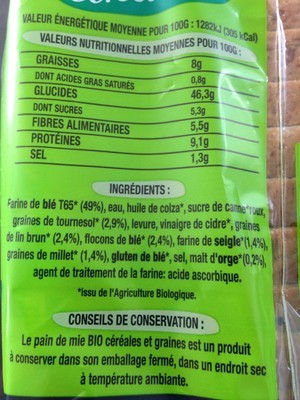 VALEUR ÉNERGÉTIQUE MOYENNE POUR 100G : 1282kJ (305 kCal)
VALEURS NUTRITIONNELLES MOYENNES POUR 100G :
GRAISSES 8g
DONT ACIDES GRAS SATURÉS 0,8g
GLUCIDES 46,3g
DONT SUCRES 5,3g
FIBRES ALIMENTAIRES 5,5g
PROTÉINES 9,1g
SEL 1,3g
INGRÉDIENTS :
Farine de blé T65* (49%), eau, huile de colza*, sucre de canne roux,
graines de tournesol* (2,9%), levure, vinaigre de cidre*, graines
de lin brun* (2,4%), flocons de blé* (2,4%), farine de seigle*(1,4%),
graines de millet* (1,4%), gluten de blé*, sel, malt d'orge*(0,2%),
agent de traitement de la farine: acide ascorbique.
*issu de l'Agriculture Biologique.
CONSEILS DE CONSERVATION :
Le pain de mie BIO céréales et graines est un produit
à conserver dans son emballage fermé, dans un endroit sec
à température ambiante.